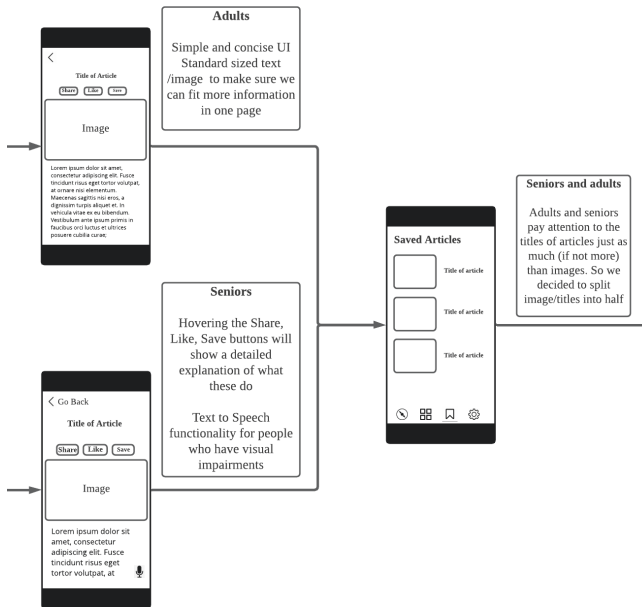 Title of Article
Share Like Save
Image
Lorem ipsum dolor sit amet,
consectetur adipiscing elit. Fusce
tincidunt risus eget tortor volutpat,
at ornare nisi elementum.
Maecenas sagittis nisi eros, a
dignissim turpis aliquet et. In
vehicula vitae ex eu bibendum.
Vestibulum ante ipsum primis in
faucibus orci luctus et ultrices
posuere cubilia curae;
Adults
Simple and concise UI
Standard sized text
/image to make sure we
can fit more information
in one page
Seniors
Hovering the Share,
Like, Save buttons will
show a detailed
explanation of what
these do
Text to Speech
functionality for people
who have visual
impairments
Go Back
Title of Article
Share Like Save
Image
Lorem ipsum dolor sit
amet, consectetur
adipiscing elit. Fusce
tincidunt risus eget
tortor volutpat, at
Saved Articles
Title of article
Title of article
Title of article
Seniors and adults
Adults and seniors
pay attention to the
titles of articles just as
much (if not more)
than images. So we
decided to split
image/titles into half